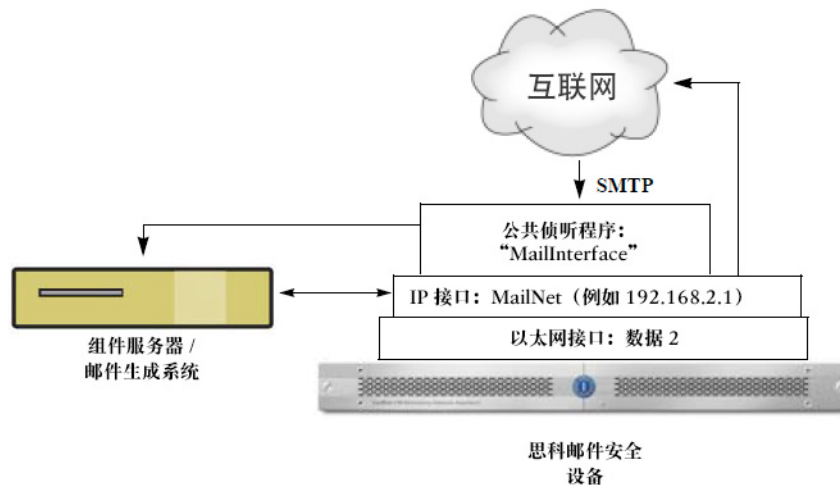 互联网
SMTP
公共侦听程序：
“MailInterface”
IP 接口：MailNet（例如 192.168.2.1）
以太网接口：数据 2
组件服务器 /
邮件生成系统
思科邮件安全
设备